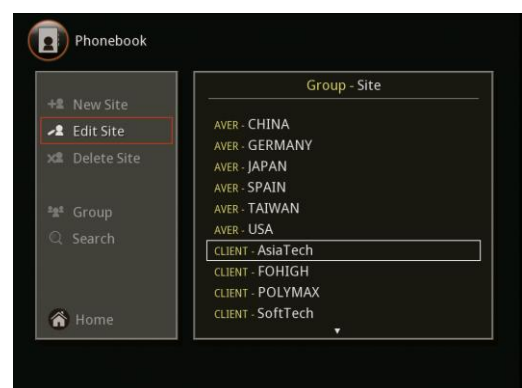 Phonebook
New Site
Edit Site
Delete Site
Group
Search
Home
Group - Site
AVER - CHINA
AVER - GERMANY
AVER - JAPAN
AVER - SPAIN
AVER - TAIWAN
AVER - USA
CLIENT - AsiaTech
CLIENT - FOHIGH
CLIENT - POLYMAX
CLIENT - SoftTech